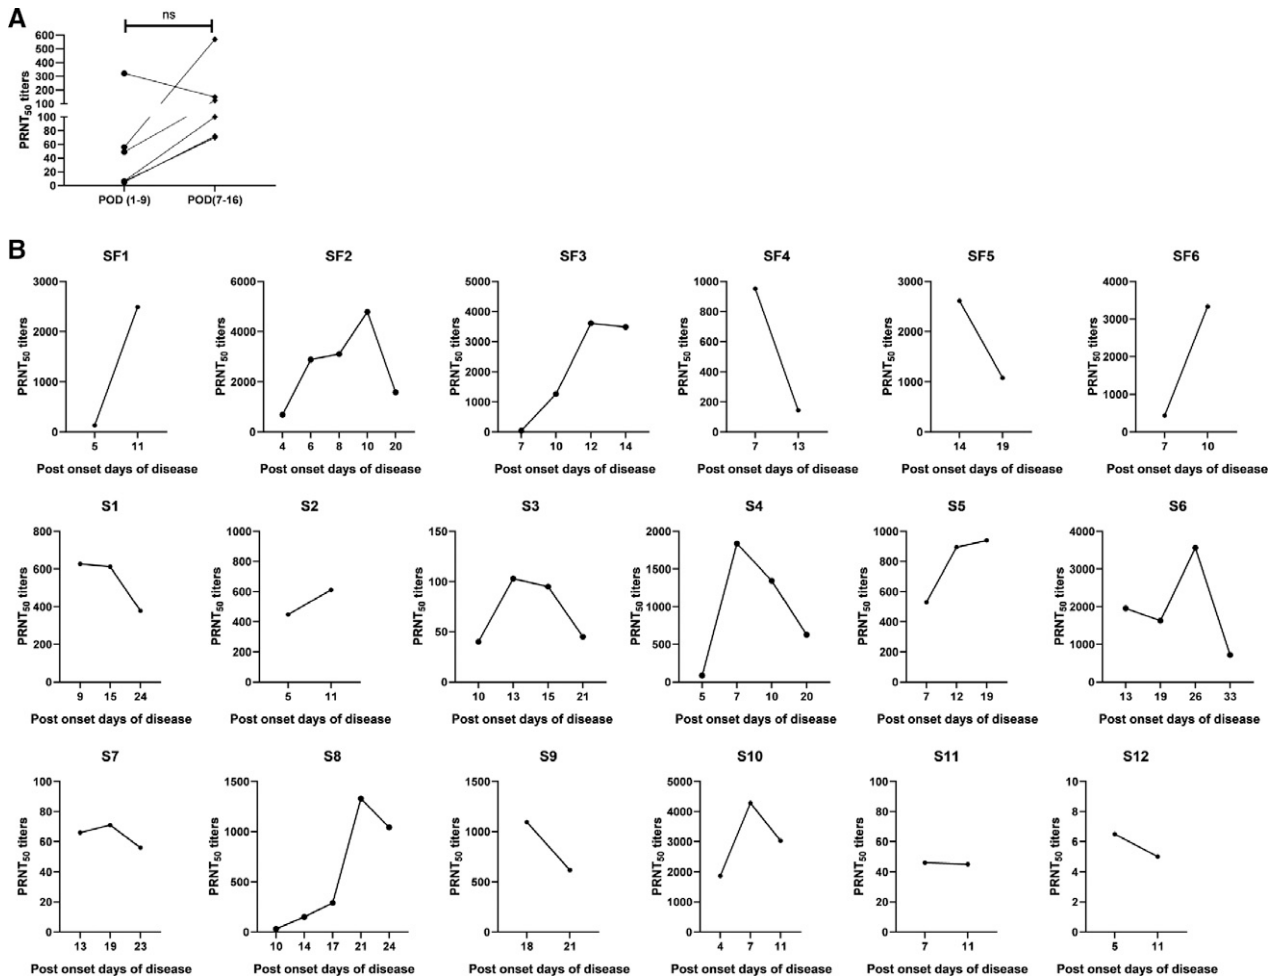 A
ns
PRNT50 titers
600
500
400
300
200
100
100
80
60
40
20
0
POD (1-9) POD(7-16)
B
SF1 SF2 SF3 SF4 SF5 SF6
PRNT50 titers PRNT50 titers PRNT50 titers PRNT50 titers PRNT50 titers PRNT50 titers
3000 6000 5000 1000 3000 4000
4000 800 3000
2000 4000 3000 600 2000
2000 400 2000
1000 2000 1000 200 1000 1000
0 0 0 0 0 0
5 11 4 6 8 10 20 7 10 12 14 7 13 14 19 7 10
Post onset days of disease Post onset days of disease Post onset days of disease Post onset days of disease Post onset days of disease Post onset days of disease
S1 S2 S3 S4 S5 S6
PRNT50 titers PRNT50 titers PRNT50 titers PRNT50 titers PRNT50 titers PRNT50 titers
800 1000 150 2000 1000 4000
600 800 100 1500 800 3000
400 600 1000 600 2000
400 50 400
200 200 500 200 1000
0 0 0 0 0 0
9 15 24 5 11 10 13 15 21 5 7 10 20 7 12 19 13 19 26 33
Post onset days of disease Post onset days of disease Post onset days of disease Post onset days of disease Post onset days of disease Post onset days of disease
S7 S8 S9 S10 S11 S12
PRNT50 titers PRNT50 titers PRNT50 titers PRNT50 titers PRNT50 titers PRNT50 titers
100 1500 1500 5000 100 10
80 4000 80 8
60 1000 1000 3000 60 6
40 500 500 2000 40 4
20 1000 20 2
0 0 0 0 0 0
13 19 23 10 14 17 21 24 18 21 4 7 11 7 11 5 11
Post onset days of disease Post onset days of disease Post onset days of disease Post onset days of disease Post onset days of disease Post onset days of disease